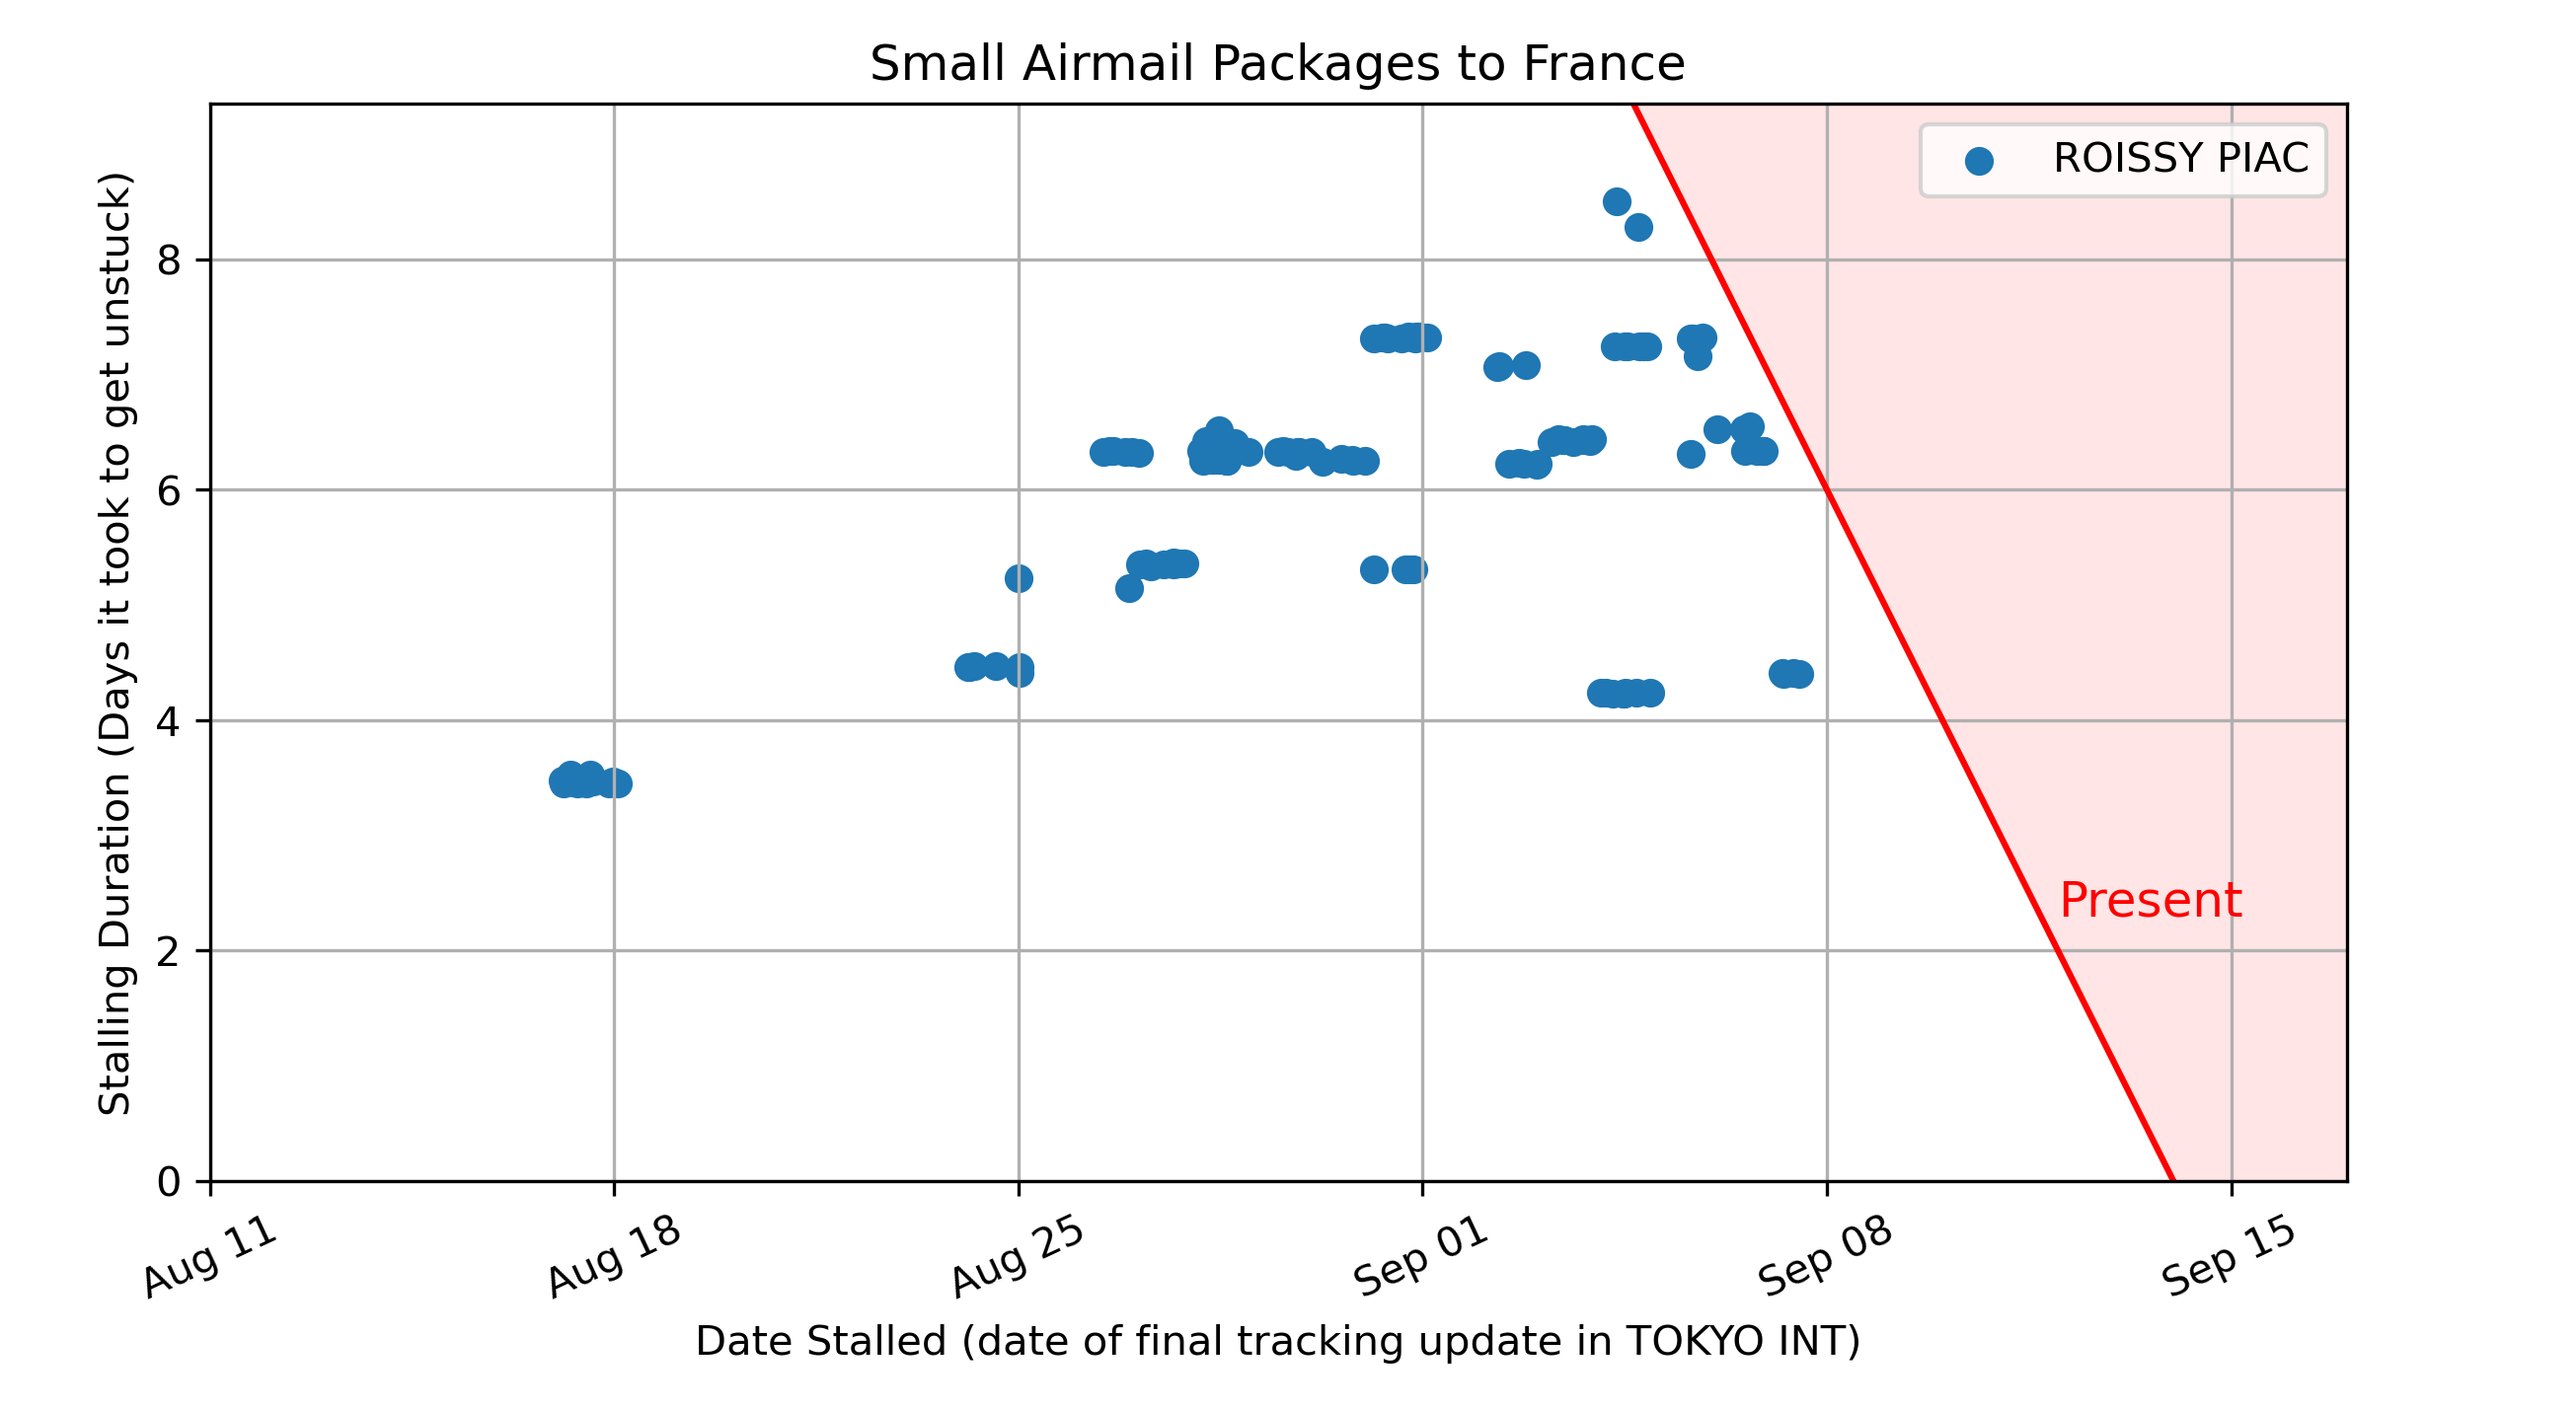 Small Airmail Packages to France
ROISSY PIAC
Stalling Duration (Days it took to get unstuck)
8
6
4
2
0
Present
Aug 11
Aug 18
Aug 25
Sep 01
Sep 08
Sep 15
Date Stalled (date of final tracking update in TOKYO INT)